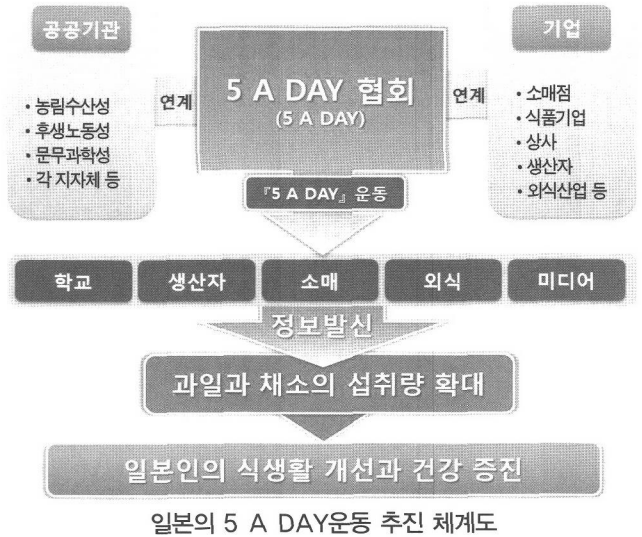 공공기관
• 농림수산성
• 후생노동성
• 문무과학성
• 각 지자체 등
연계
5 A DAY 협회
(5 A DAY)
연계
기업
• 소매점
• 식품기업
• 상사
• 생산자
• 외식산업 등
『5 A DAY』 운동
학교
생산자
소매
외식
미디어
정보발신
과일과 채소의 섭취량 확대
일본인의 식생활 개선과 건강 증진
일본의 5 A DAY운동 추진 체계도